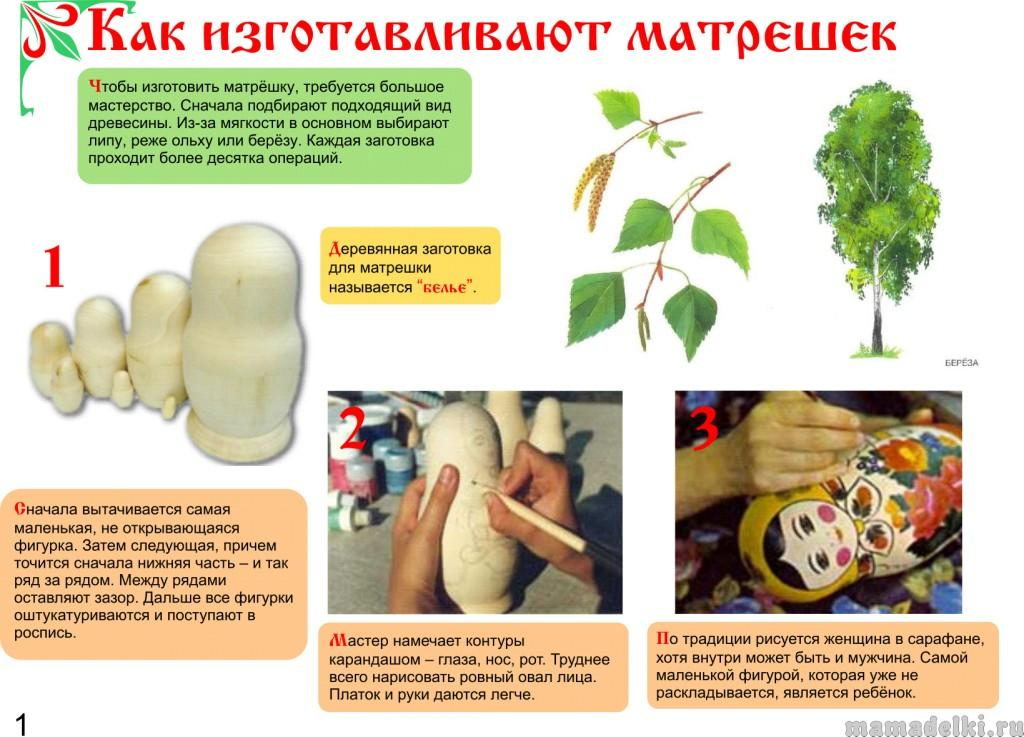 Как изготавливают матрешек
Чтобы изготовить матрёшку, требуется большое
мастерство. Сначала подбирают подходящий вид
древесины. Из-за мягкости в основном выбирают
липу, реже ольху или берёзу. Каждая заготовка
проходит более десятка операций.
1
Деревянная заготовка
для матрешки
называется "белье".
БЕРЁЗА
2
3
Сначала вытачивается самая
маленькая, не открывающаяся
фигурка. Затем следующая, причем
точится сначала нижняя часть – и так
ряд за рядом. Между рядами
оставляют зазор. Дальше все фигурки
оштукатуриваются и поступают в
роспись.
Мастер намечает контуры
карандашом – глаза, нос, рот. Труднее
всего нарисовать ровный овал лица.
Платок и руки даются легче.
По традиции рисуется женщина в сарафане,
хотя внутри может быть и мужчина. Самой
маленькой фигурой, которая уже не
раскладывается, является ребёнок.
1
mamadelki.ru